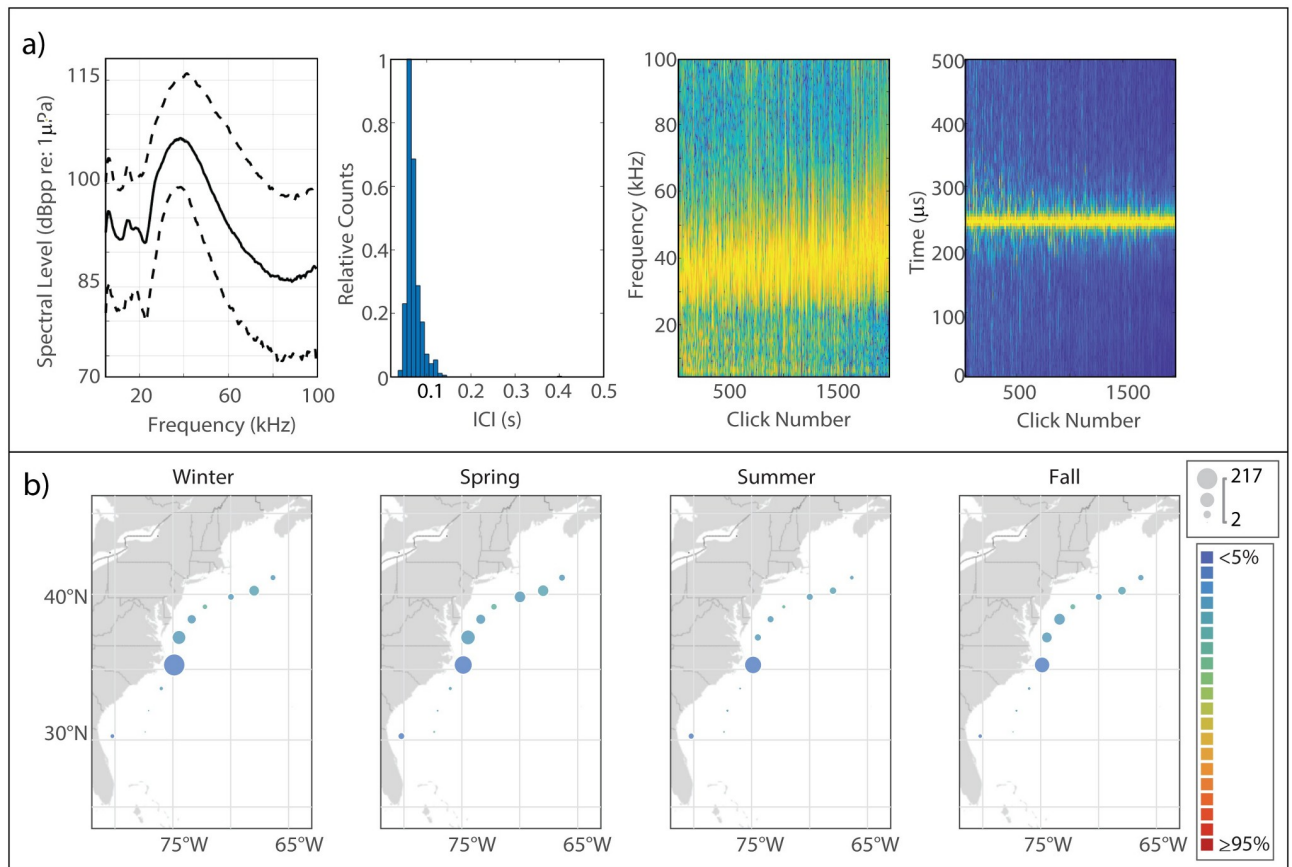 a)
Spectral Level (dBpp re: 1µPa)
115
100
85
70
20
60
100
Frequency (kHz)
Relative Counts
1
0.8
0.6
0.4
0.2
0
0.1
0.2
0.3
0.4
0.5
ICI (s)
Frequency (kHz)
100
80
60
40
20
500
1500
Click Number
Time (µs)
500
400
300
200
100
0
500
1500
Click Number
b)
Winter
Spring
Summer
Fall
40°N
30°N
75°W
65°W
75°W
65°W
75°W
65°W
75°W
65°W
217
2
<5%
≥95%